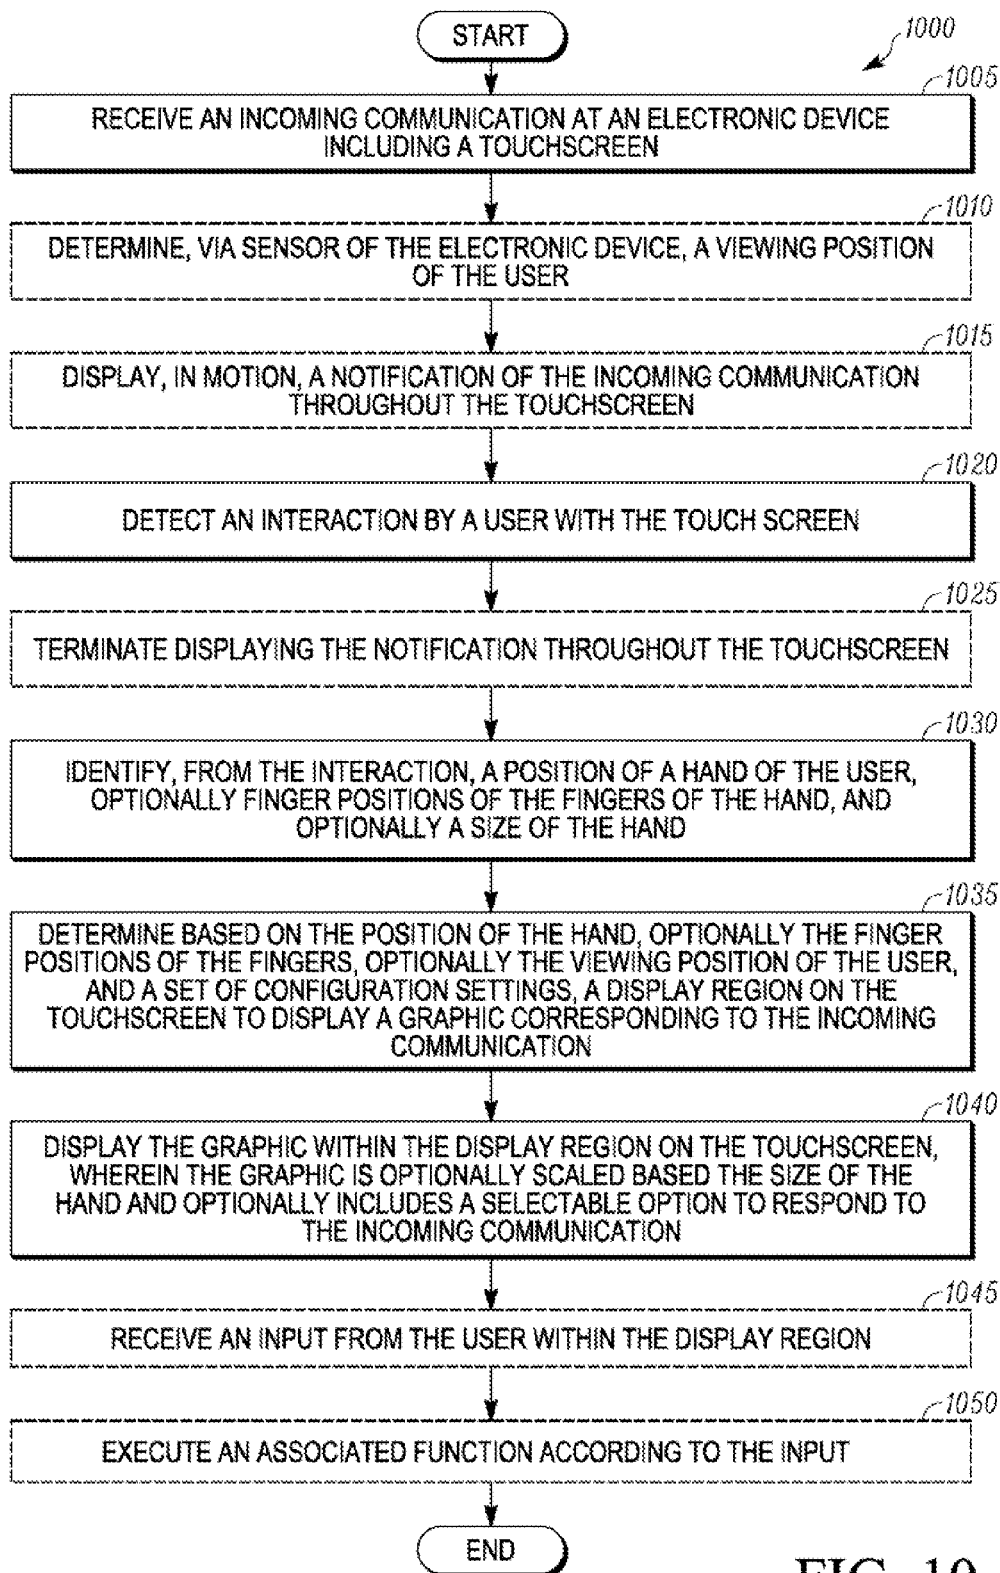 START
1000
1005
RECEIVE AN INCOMING COMMUNICATION AT AN ELECTRONIC DEVICE
INCLUDING A TOUCHSCREEN
1010
DETERMINE, VIA SENSOR OF THE ELECTRONIC DEVICE, A VIEWING POSITION
OF THE USER
1015
DISPLAY, IN MOTION, A NOTIFICATION OF THE INCOMING COMMUNICATION
THROUGHOUT THE TOUCHSCREEN
1020
DETECT AN INTERACTION BY A USER WITH THE TOUCH SCREEN
1025
TERMINATE DISPLAYING THE NOTIFICATION THROUGHOUT THE TOUCHSCREEN
1030
IDENTIFY, FROM THE INTERACTION, A POSITION OF A HAND OF THE USER,
OPTIONALLY FINGER POSITIONS OF THE FINGERS OF THE HAND, AND
OPTIONALLY A SIZE OF THE HAND
1035
DETERMINE BASED ON THE POSITION OF THE HAND, OPTIONALLY THE FINGER
POSITIONS OF THE FINGERS, OPTIONALLY THE VIEWING POSITION OF THE USER,
AND A SET OF CONFIGURATION SETTINGS, A DISPLAY REGION ON THE
TOUCHSCREEN TO DISPLAY A GRAPHIC CORRESPONDING TO THE INCOMING
COMMUNICATION
1040
DISPLAY THE GRAPHIC WITHIN THE DISPLAY REGION ON THE TOUCHSCREEN,
WHEREIN THE GRAPHIC IS OPTIONALLY SCALED BASED THE SIZE OF THE
HAND AND OPTIONALLY INCLUDES A SELECTABLE OPTION TO RESPOND TO
THE INCOMING COMMUNICATION
1045
RECEIVE AN INPUT FROM THE USER WITHIN THE DISPLAY REGION
1050
EXECUTE AN ASSOCIATED FUNCTION ACCORDING TO THE INPUT
END
FIG. 10